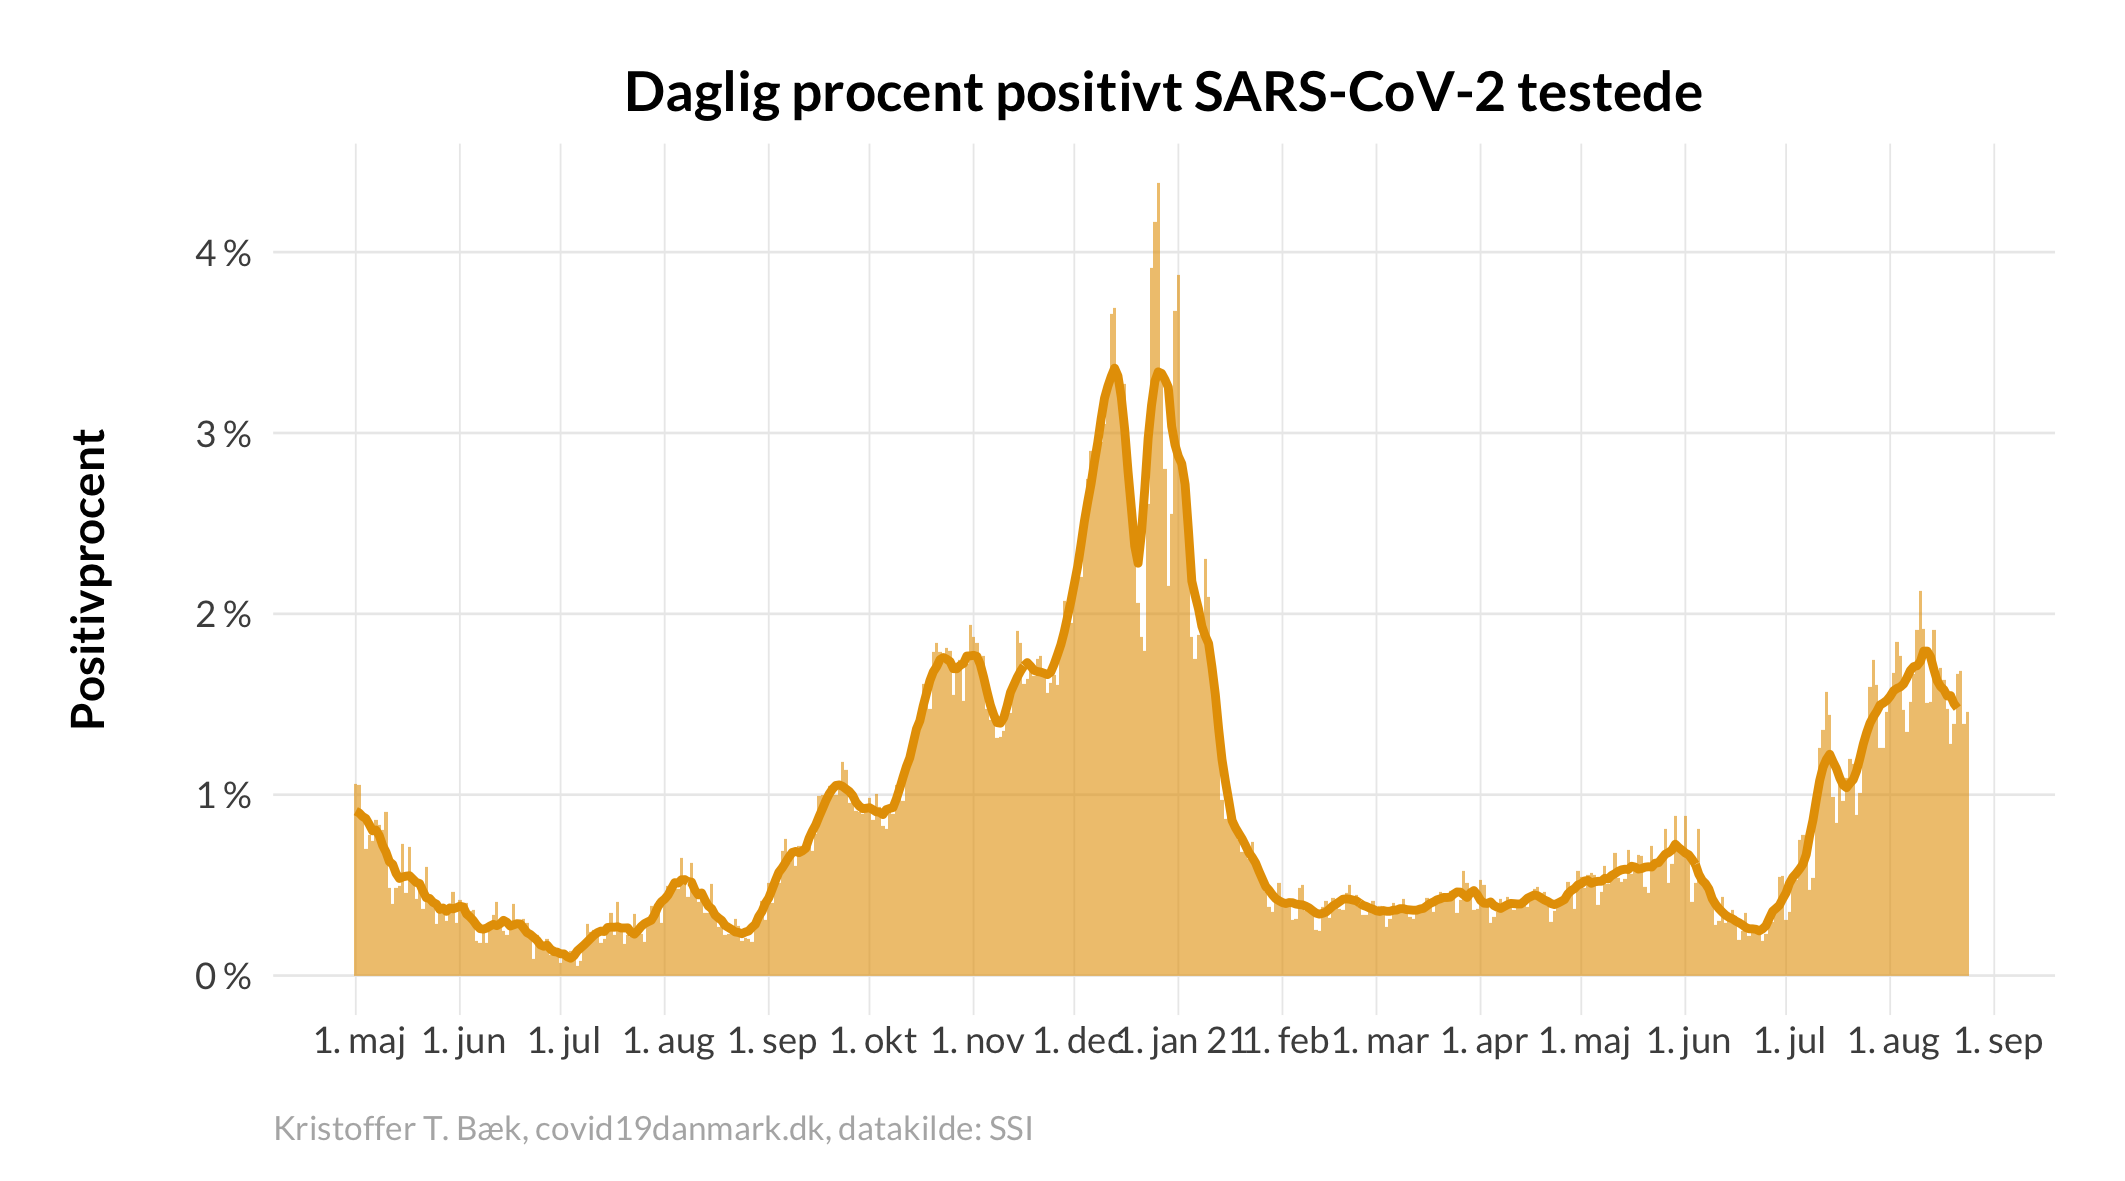 Daglig procent positivt SARS-CoV-2 testede
Positivprocent
4 %
3 %
2 %
1 %
0 %
1. maj 1. jun 1. jul 1. aug 1. sep 1. okt 1. nov 1. dec 1. jan 21 1. feb 1. mar 1. apr 1. maj 1. jun 1. jul 1. aug 1. sep
Kristoffer T. Bæk, covid19danmark.dk, datakilde: SSI